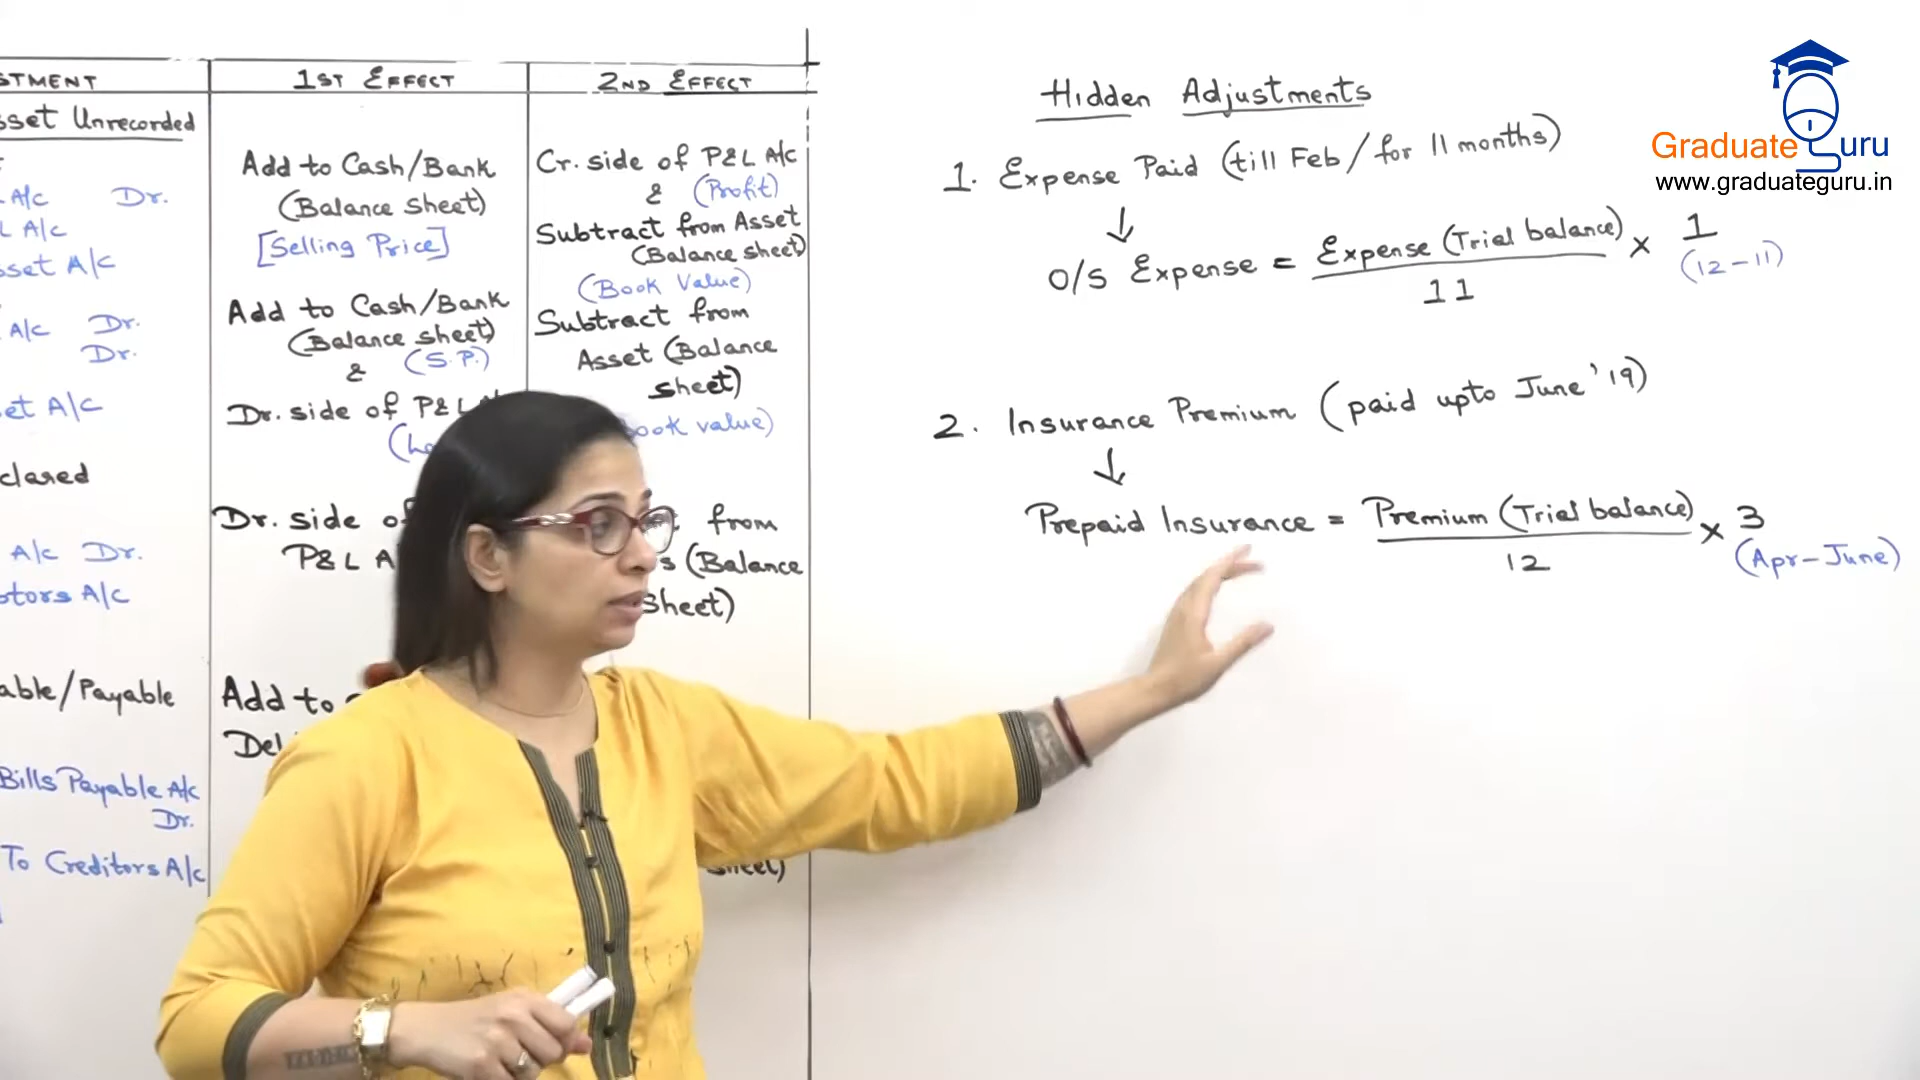 STMENT
sset Unrecorded
A/c Dr.
L A/c
sset A/c
A/c Dr.
Dr.
et A/c
clared
A/c Dr.
otors A/c
able/Payable
Bills Payable A/c
Dr.
To Creditors A/c
1ST EFFECT
Add to Cash/Bank
(Balance sheet)
[Selling Price]
Add to Cash/Bank
(Balance sheet)
& (S.P.)
Dr. side of P&L
Dr. side of
P&L A
Add to
Del
2ND EFFECT
Cr. side of P&L A/c
& (Profit)
Subtract from Asset
(Balance sheet)
(Book Value)
Subtract from
Asset (Balance
sheet)
ook value)
from
s (Balance
sheet)
sheet)
Hidden Adjustments
1. Expense Paid (till Feb/for 11 months)
↓
O/S Expense = Expense (Trial balance) × 1
11 (12-11)
2. Insurance Premium (paid upto June '19)
↓
Prepaid Insurance = Premium (Trial balance) × 3
12 (Apr-June)
Graduate Guru
www.graduateguru.in